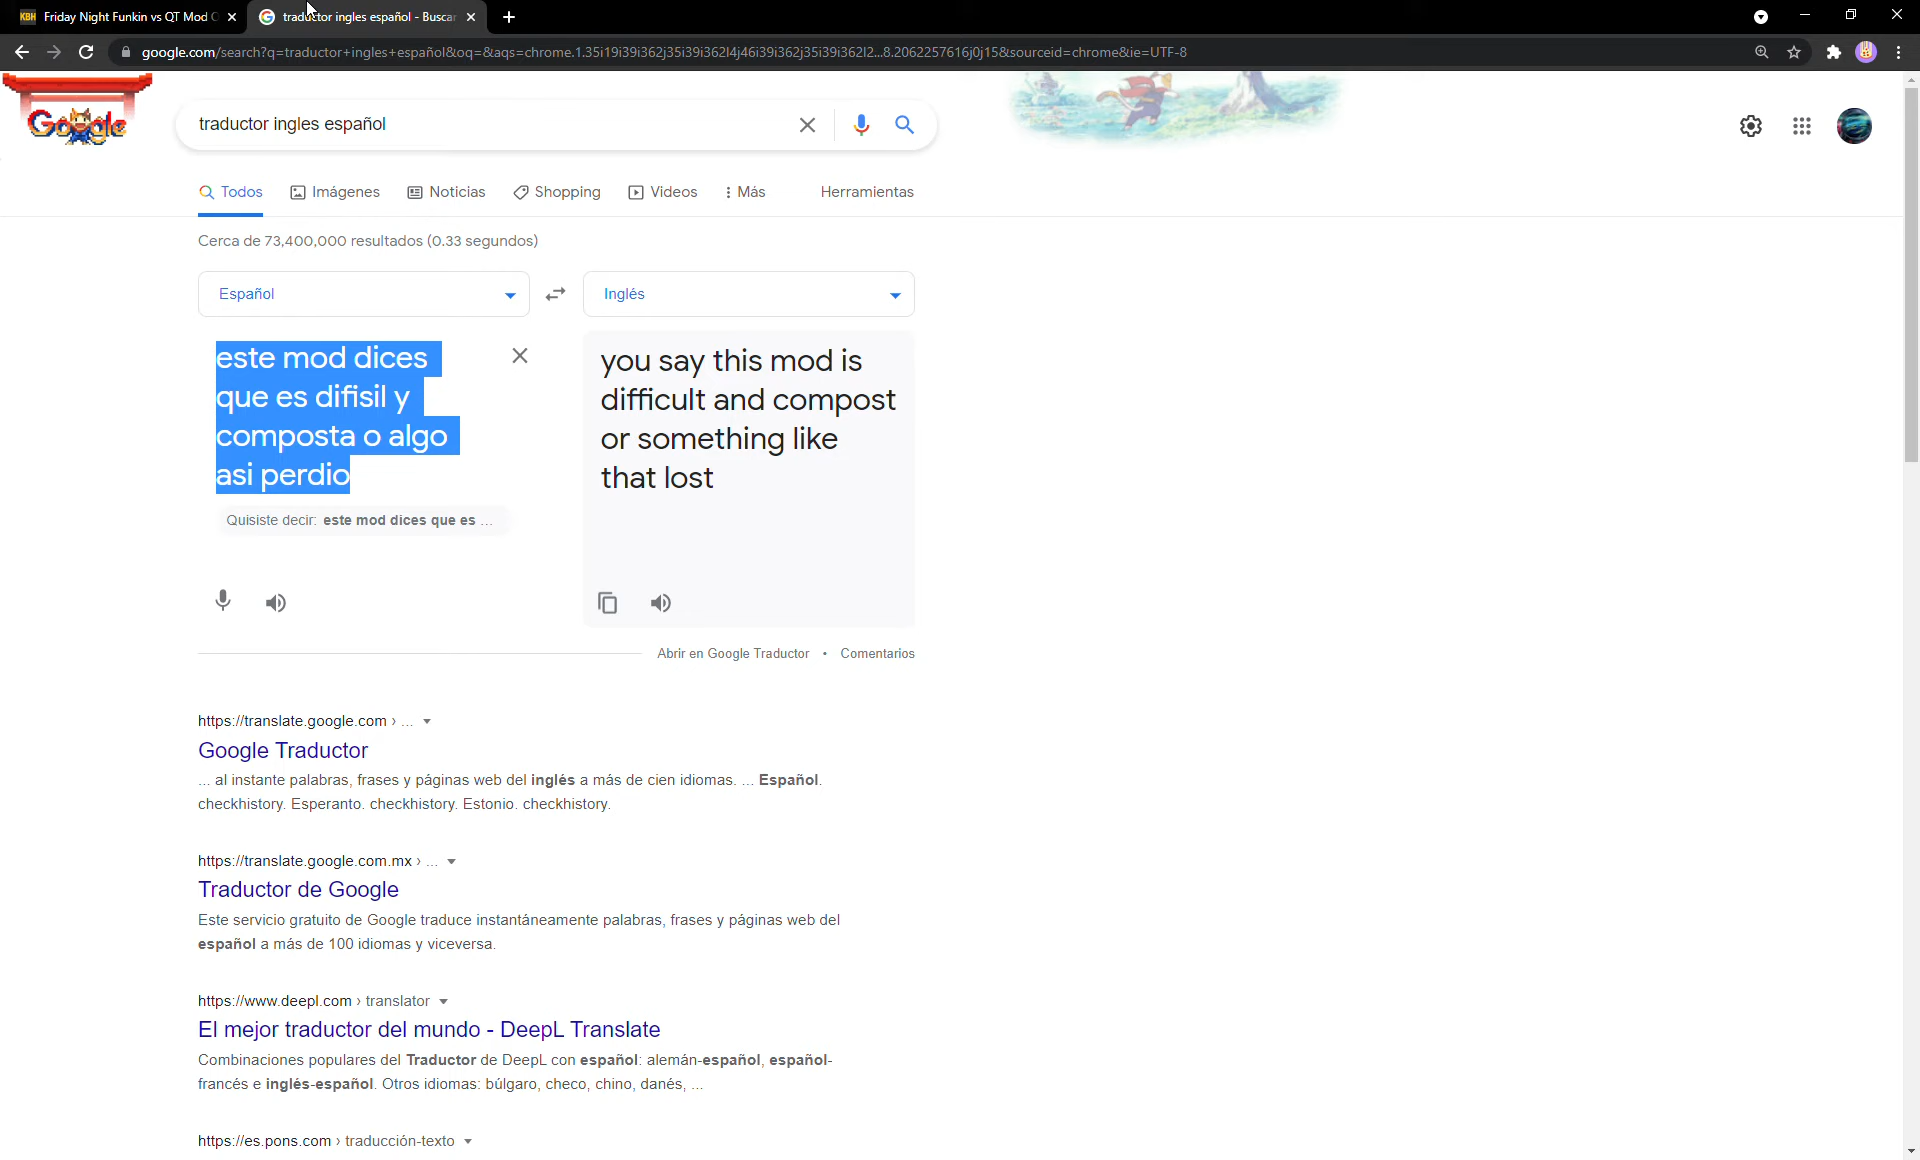 KBH Friday Night Funkin vs QT Mod
traductor ingles español - Buscar
google.com/search?q=traductor+ingles+español&oq=&aqs=chrome.1.35i19i39i362j35i39i362l4j46i39i362j35i39i362l2...8.2062257616j0j15&sourceid=chrome&ie=UTF-8
Google
traductor ingles español
Todos Imágenes Noticias Shopping Videos Más Herramientas
Cerca de 73,400,000 resultados (0.33 segundos)
Español Inglés
este mod dices
que es difisil y
composta o algo
asi perdio
Quisiste decir: este mod dices que es ...
you say this mod is
difficult and compost
or something like
that lost
Abrir en Google Traductor • Comentarios
https://translate.google.com › ...
Google Traductor
... al instante palabras, frases y páginas web del inglés a más de cien idiomas. ... Español.
checkhistory. Esperanto. checkhistory. Estonio. checkhistory.
https://translate.google.com.mx › ...
Traductor de Google
Este servicio gratuito de Google traduce instantáneamente palabras, frases y páginas web del
español a más de 100 idiomas y viceversa.
https://www.deepl.com › translator
El mejor traductor del mundo - DeepL Translate
Combinaciones populares del Traductor de DeepL con español: alemán-español, español-
francés e inglés-español. Otros idiomas: búlgaro, checo, chino, danés, ...
https://es.pons.com › traducción-texto